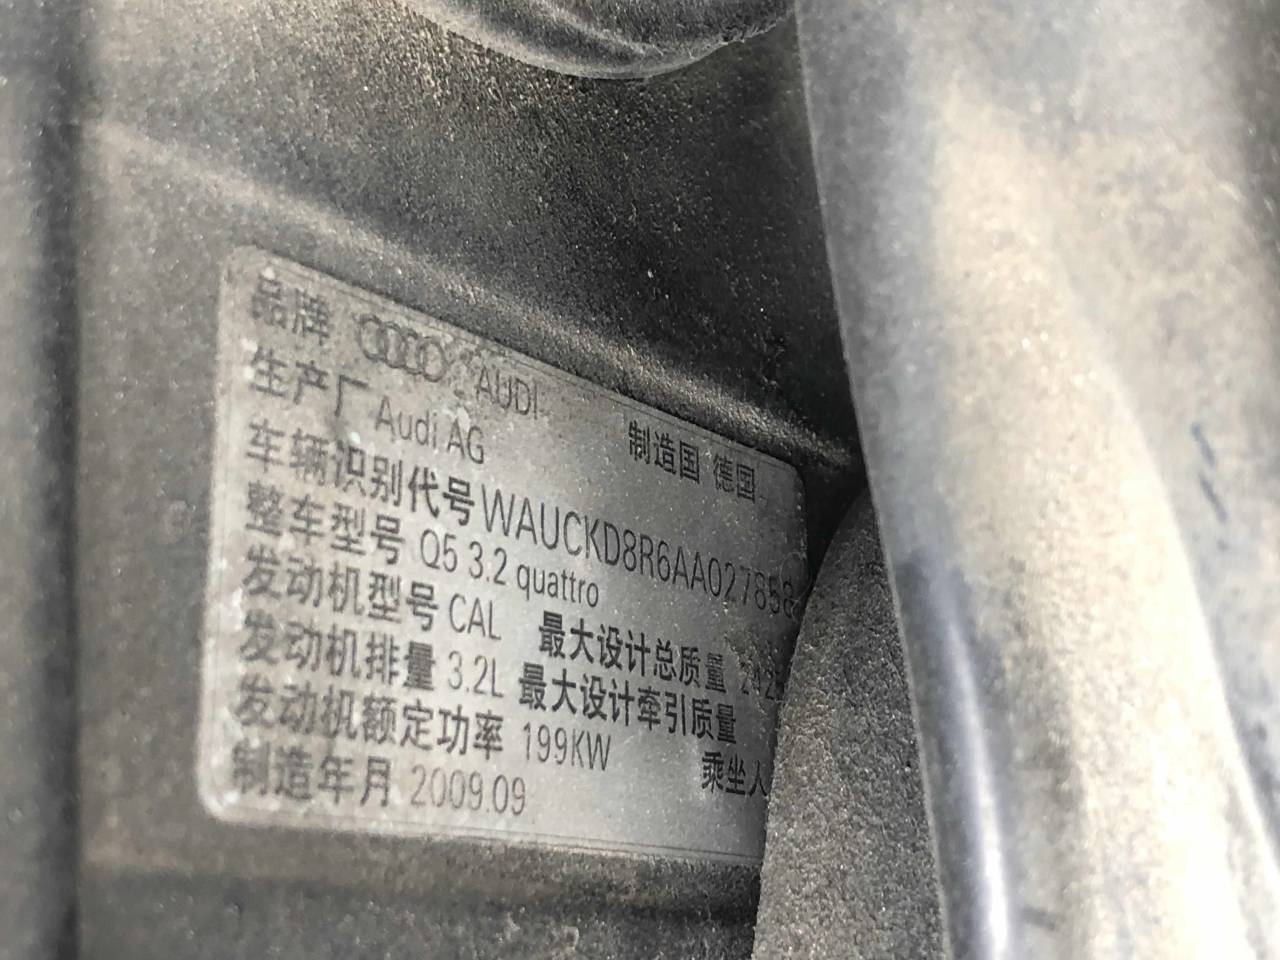 品牌 AUDI
生产厂 Audi AG 制造国 德国
车辆识别代号 WAUCKD8R6AA027858
整车型号 Q5 3.2 quattro
发动机型号 CAL 最大设计总质量
发动机排量 3.2L 最大设计牵引质量
发动机额定功率 199KW 乘坐人
制造年月 2009.09